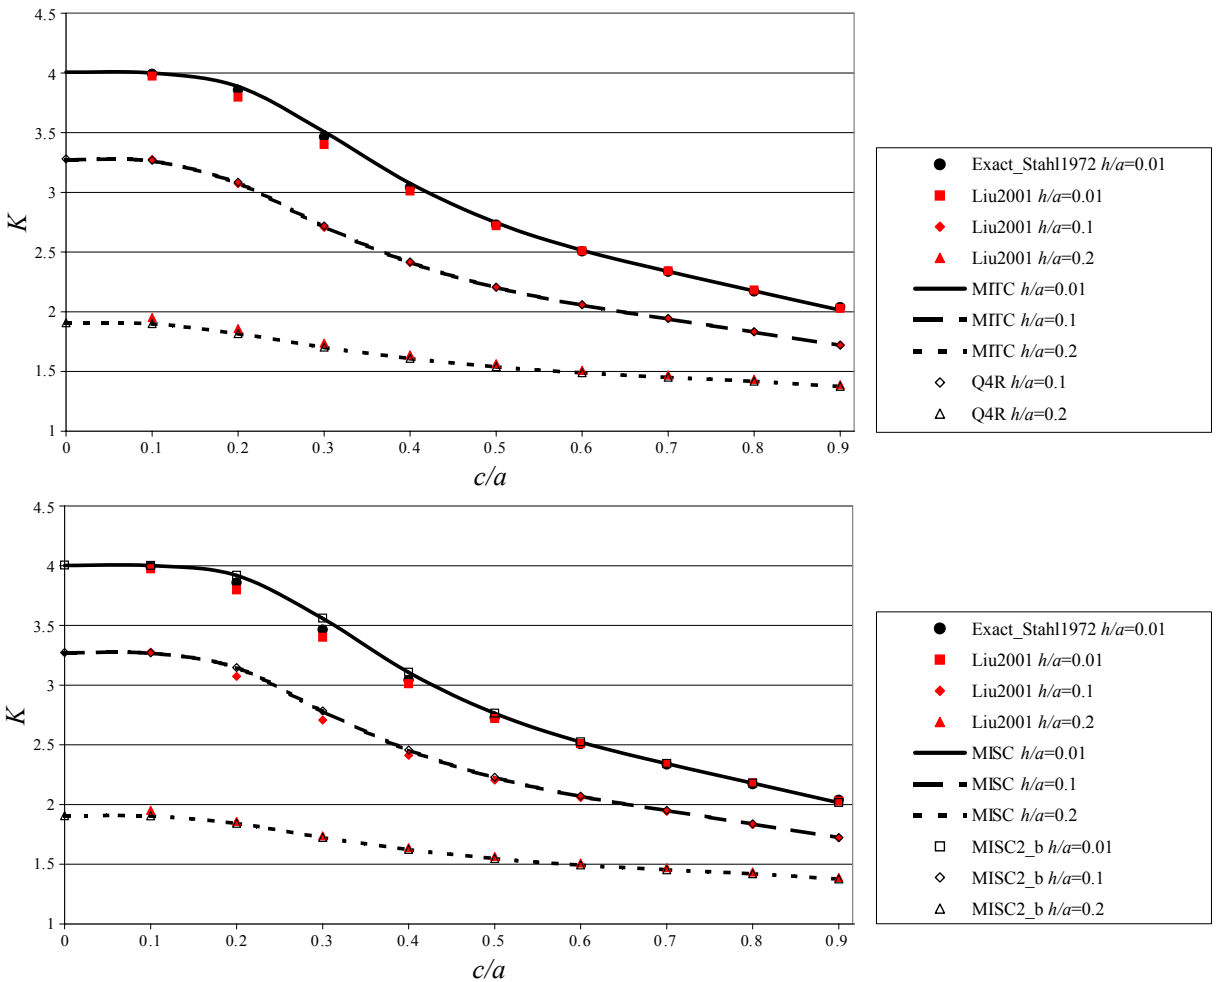 4.5
4
3.5
3
2.5
2
1.5
1
K
0 0.1 0.2 0.3 0.4 0.5 0.6 0.7 0.8 0.9
c/a
Exact_Stahl1972 h/a=0.01
Liu2001 h/a=0.01
Liu2001 h/a=0.1
Liu2001 h/a=0.2
MITC h/a=0.01
MITC h/a=0.1
MITC h/a=0.2
Q4R h/a=0.1
Q4R h/a=0.2
4.5
4
3.5
3
2.5
2
1.5
1
K
0 0.1 0.2 0.3 0.4 0.5 0.6 0.7 0.8 0.9
c/a
Exact_Stahl1972 h/a=0.01
Liu2001 h/a=0.01
Liu2001 h/a=0.1
Liu2001 h/a=0.2
MISC h/a=0.01
MISC h/a=0.1
MISC h/a=0.2
MISC2_b h/a=0.01
MISC2_b h/a=0.1
MISC2_b h/a=0.2